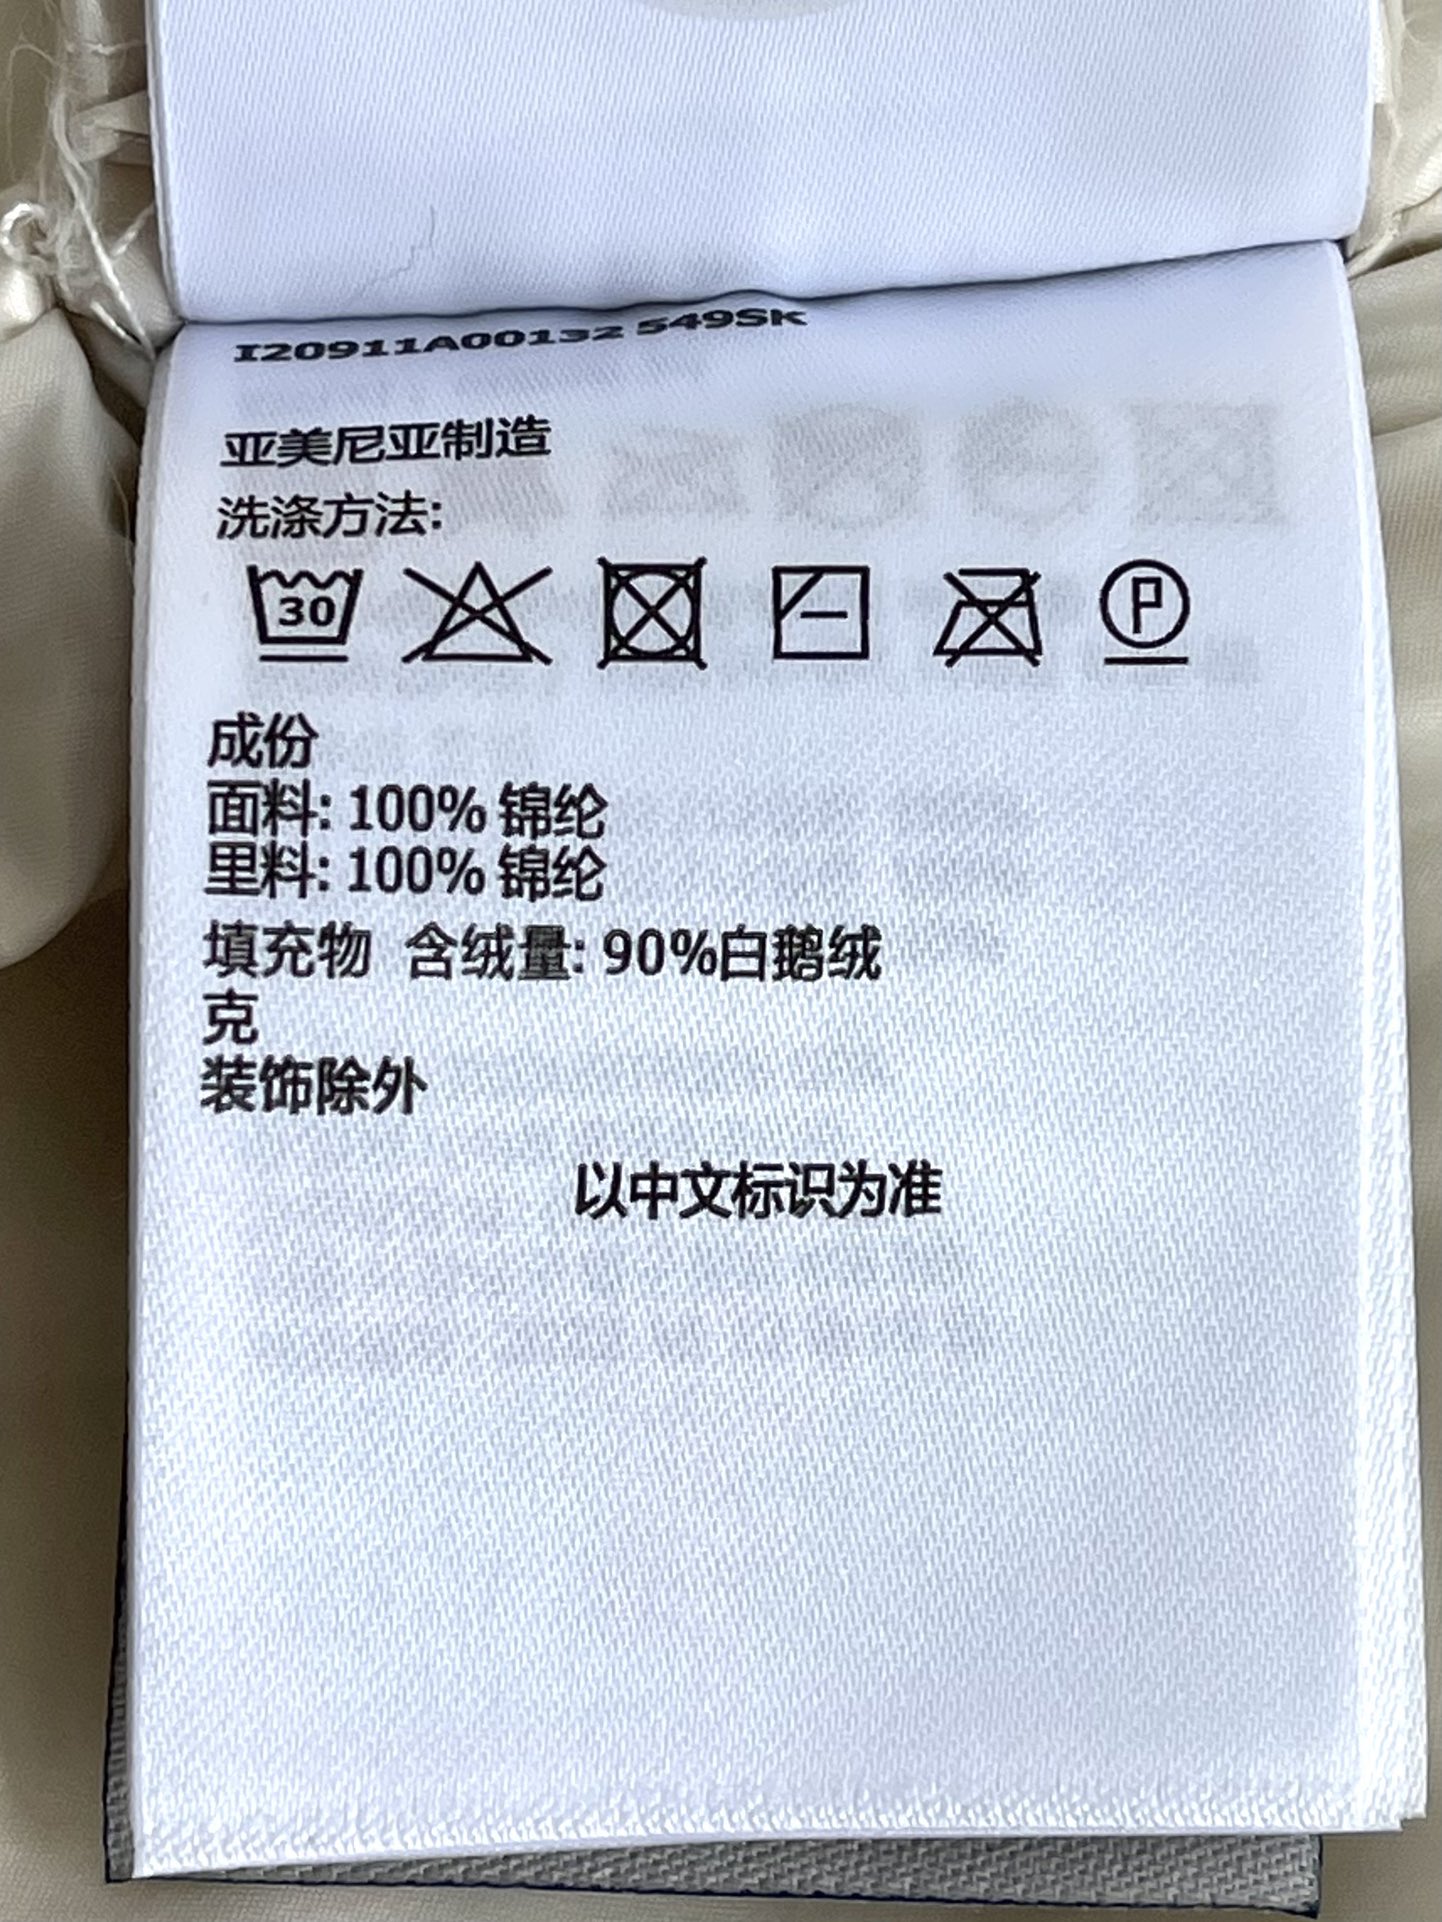 I20911A00132 549SK
亚美尼亚制造
洗涤方法:
30
P
成份
面料: 100% 锦纶
里料: 100% 锦纶
填充物 含绒量: 90%白鹅绒
克
装饰除外
以中文标识为准